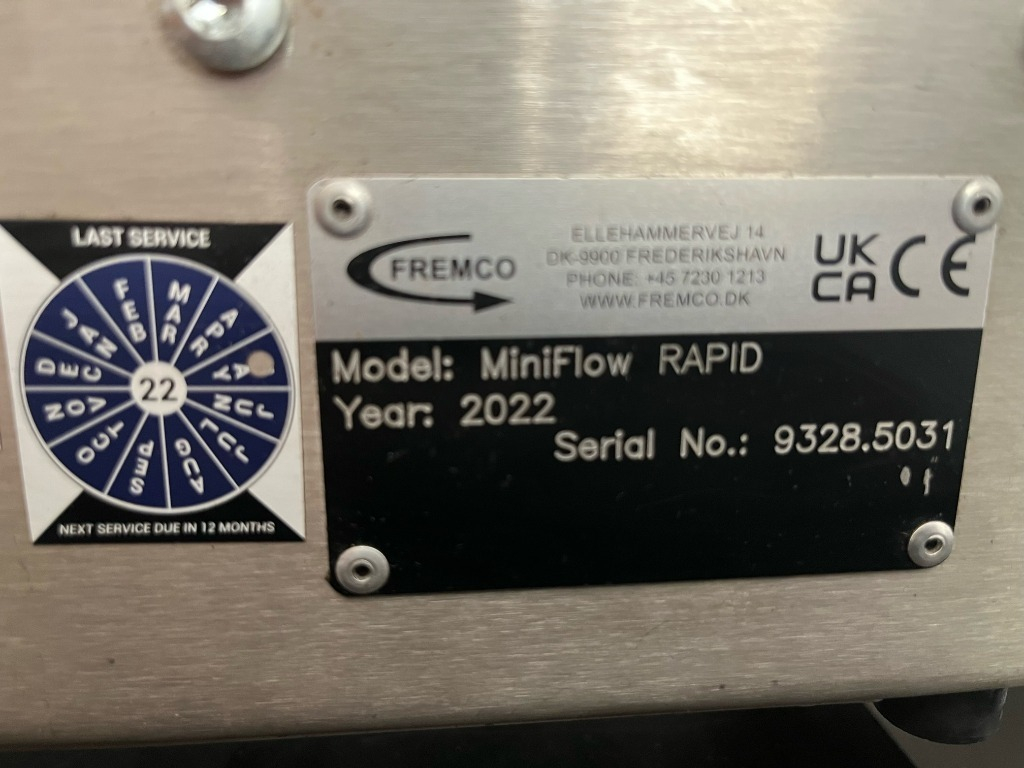 LAST SERVICE
JAN
FEB
MAR
APR
JUN
JUL
AUG
SEP
OCT
NOV
DEC
22
NEXT SERVICE DUE IN 12 MONTHS
FREMCO
ELLEHAMMERVEJ 14
DK-9900 FREDERIKSHAVN
PHONE: +45 7230 1213
WWW.FREMCO.DK
UK
CA
CE
Model: MiniFlow RAPID
Year: 2022
Serial No.: 9328.5031